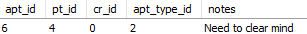 apt_id pt_id cr_id apt_type_id notes
6 4 0 2 Need to clear mind